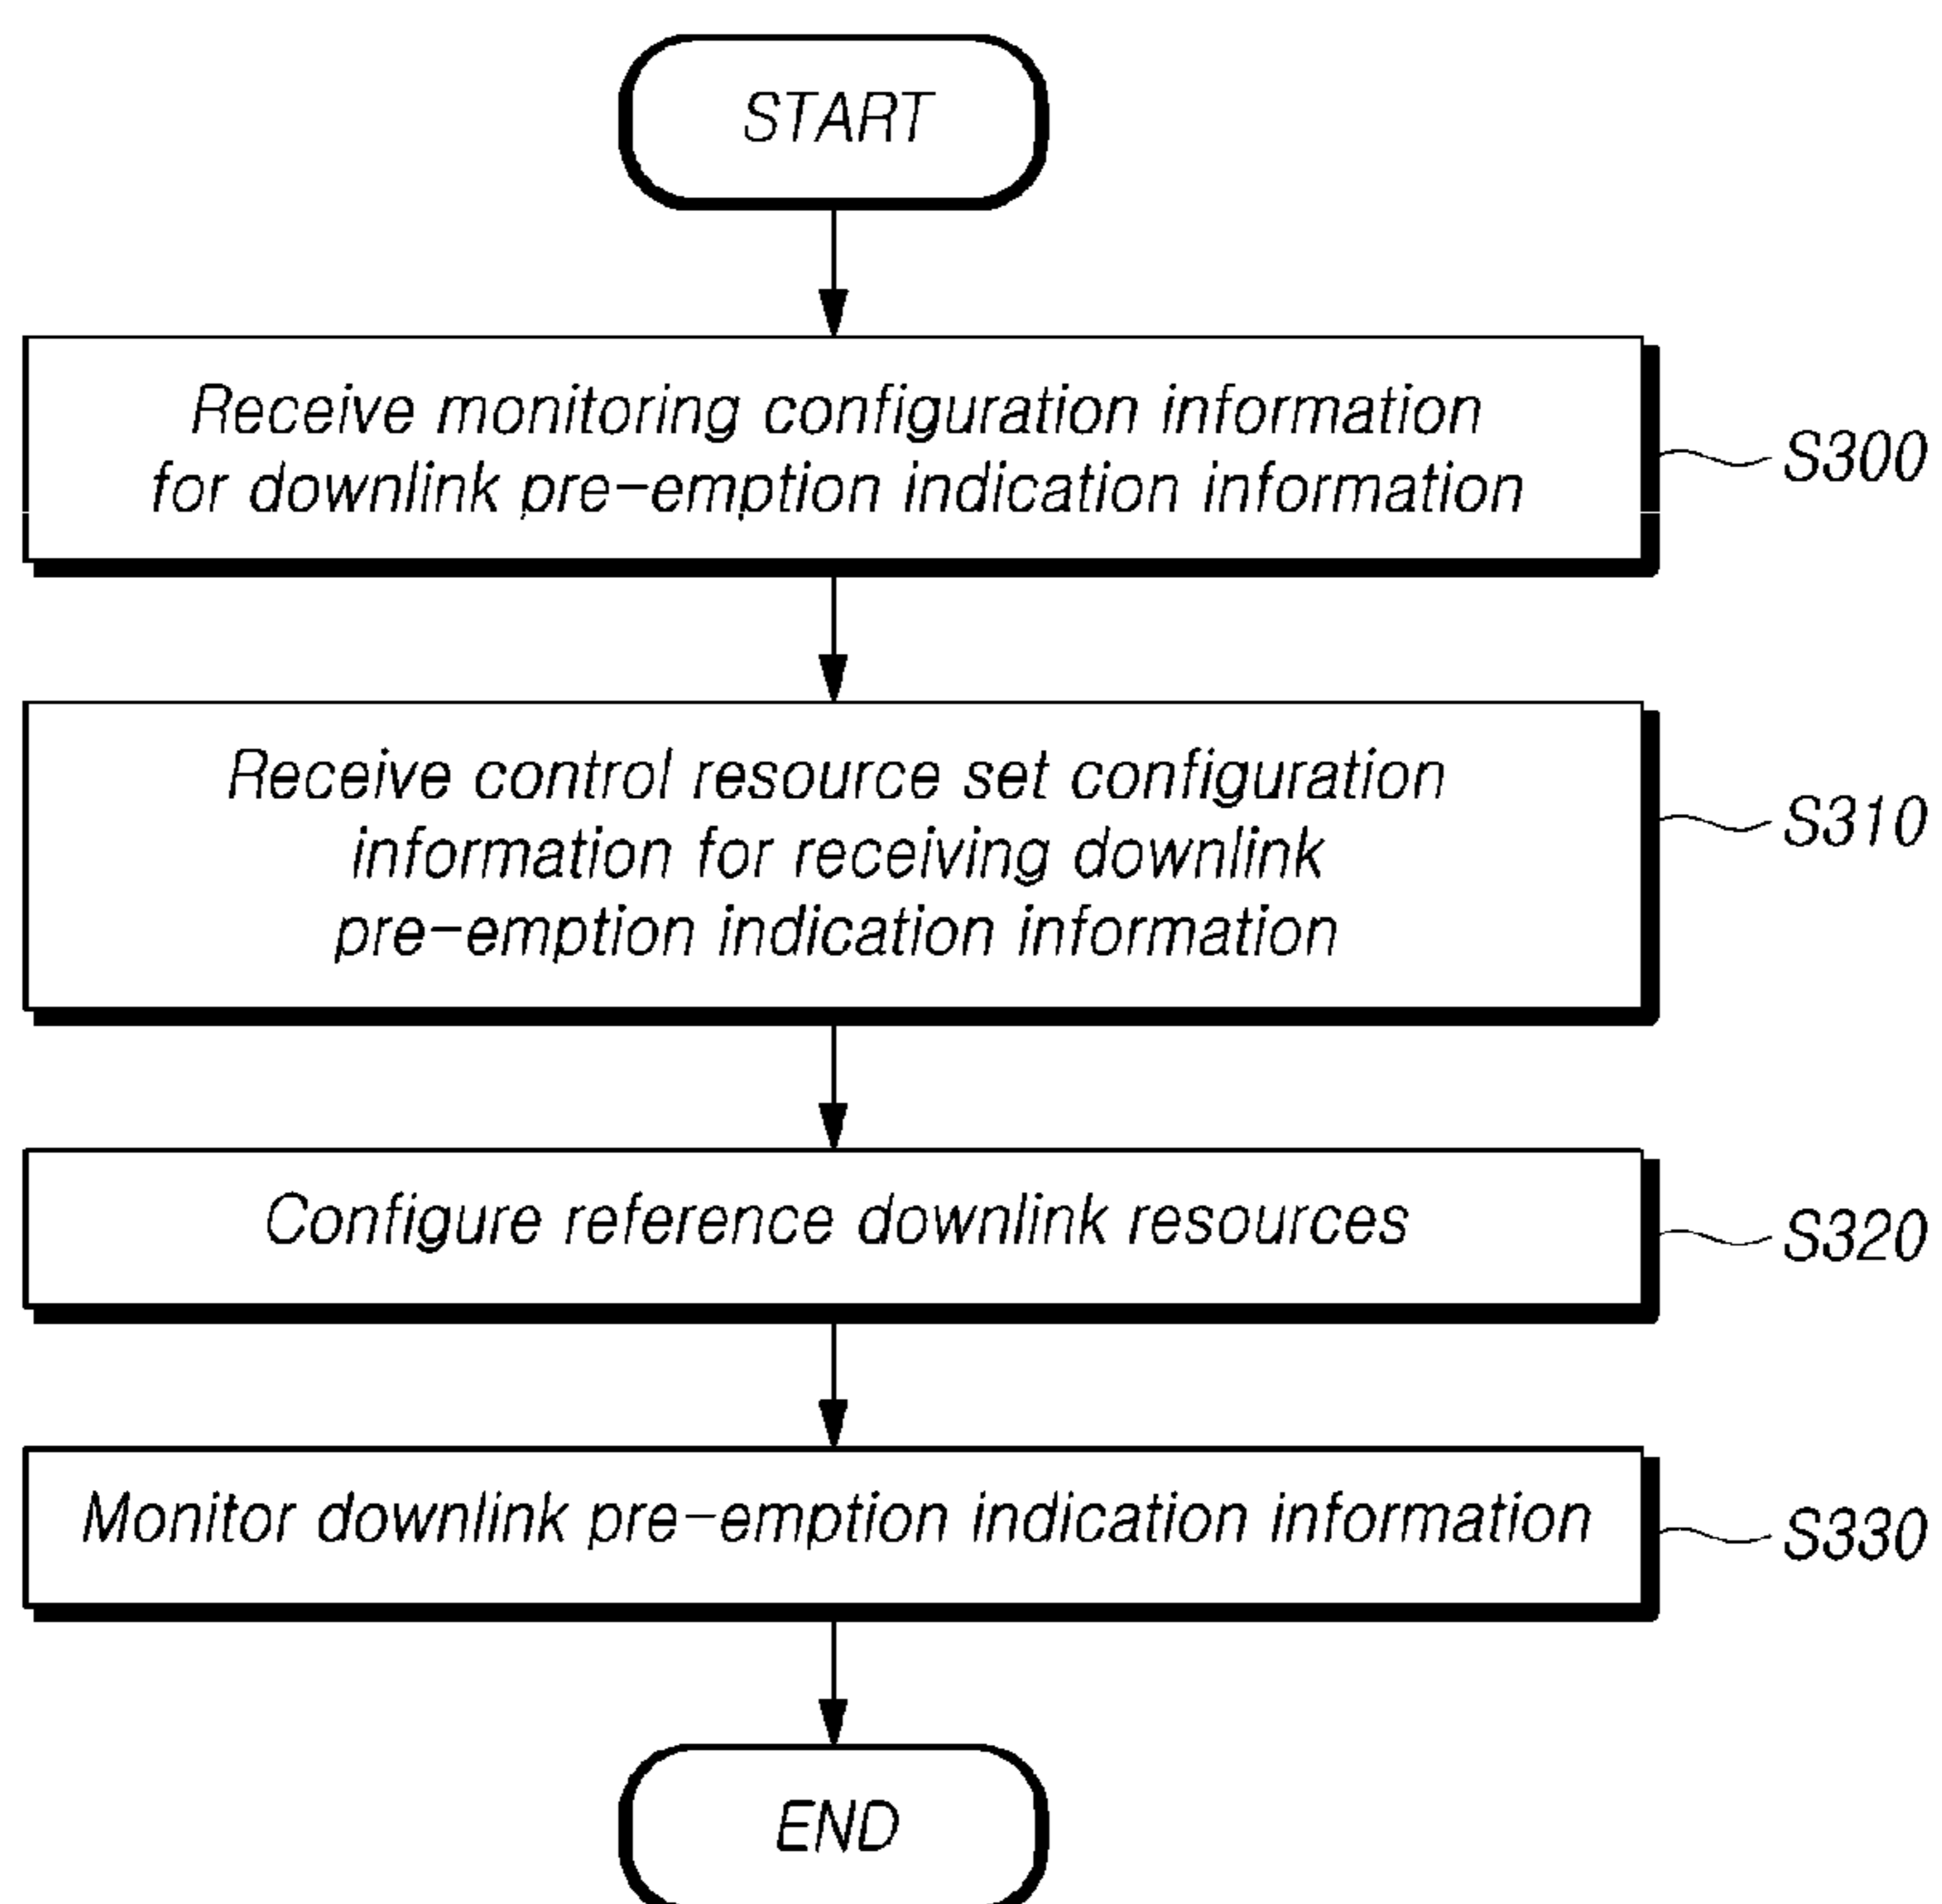 START
Receive monitoring configuration information
for downlink pre-emption indication information
S300
Receive control resource set configuration
information for receiving downlink
pre-emption indication information
S310
Configure reference downlink resources
S320
Monitor downlink pre-emption indication information
S330
END